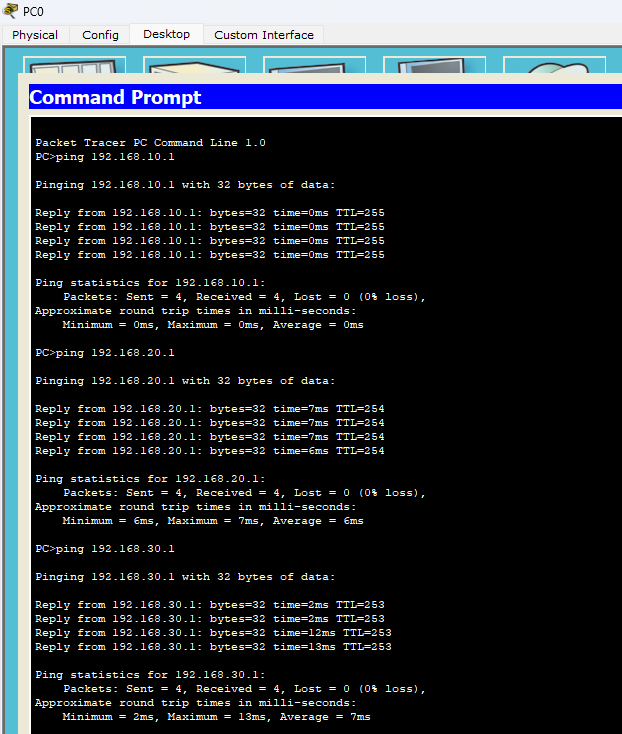 PC0
Physical Config Desktop Custom Interface
Command Prompt
Packet Tracer PC Command Line 1.0
PC>ping 192.168.10.1
Pinging 192.168.10.1 with 32 bytes of data:
Reply from 192.168.10.1: bytes=32 time=0ms TTL=255
Reply from 192.168.10.1: bytes=32 time=0ms TTL=255
Reply from 192.168.10.1: bytes=32 time=0ms TTL=255
Reply from 192.168.10.1: bytes=32 time=0ms TTL=255
Ping statistics for 192.168.10.1:
Packets: Sent = 4, Received = 4, Lost = 0 (0% loss),
Approximate round trip times in milli-seconds:
Minimum = 0ms, Maximum = 0ms, Average = 0ms
PC>ping 192.168.20.1
Pinging 192.168.20.1 with 32 bytes of data:
Reply from 192.168.20.1: bytes=32 time=7ms TTL=254
Reply from 192.168.20.1: bytes=32 time=7ms TTL=254
Reply from 192.168.20.1: bytes=32 time=7ms TTL=254
Reply from 192.168.20.1: bytes=32 time=6ms TTL=254
Ping statistics for 192.168.20.1:
Packets: Sent = 4, Received = 4, Lost = 0 (0% loss),
Approximate round trip times in milli-seconds:
Minimum = 6ms, Maximum = 7ms, Average = 6ms
PC>ping 192.168.30.1
Pinging 192.168.30.1 with 32 bytes of data:
Reply from 192.168.30.1: bytes=32 time=2ms TTL=253
Reply from 192.168.30.1: bytes=32 time=2ms TTL=253
Reply from 192.168.30.1: bytes=32 time=12ms TTL=253
Reply from 192.168.30.1: bytes=32 time=13ms TTL=253
Ping statistics for 192.168.30.1:
Packets: Sent = 4, Received = 4, Lost = 0 (0% loss),
Approximate round trip times in milli-seconds:
Minimum = 2ms, Maximum = 13ms, Average = 7ms